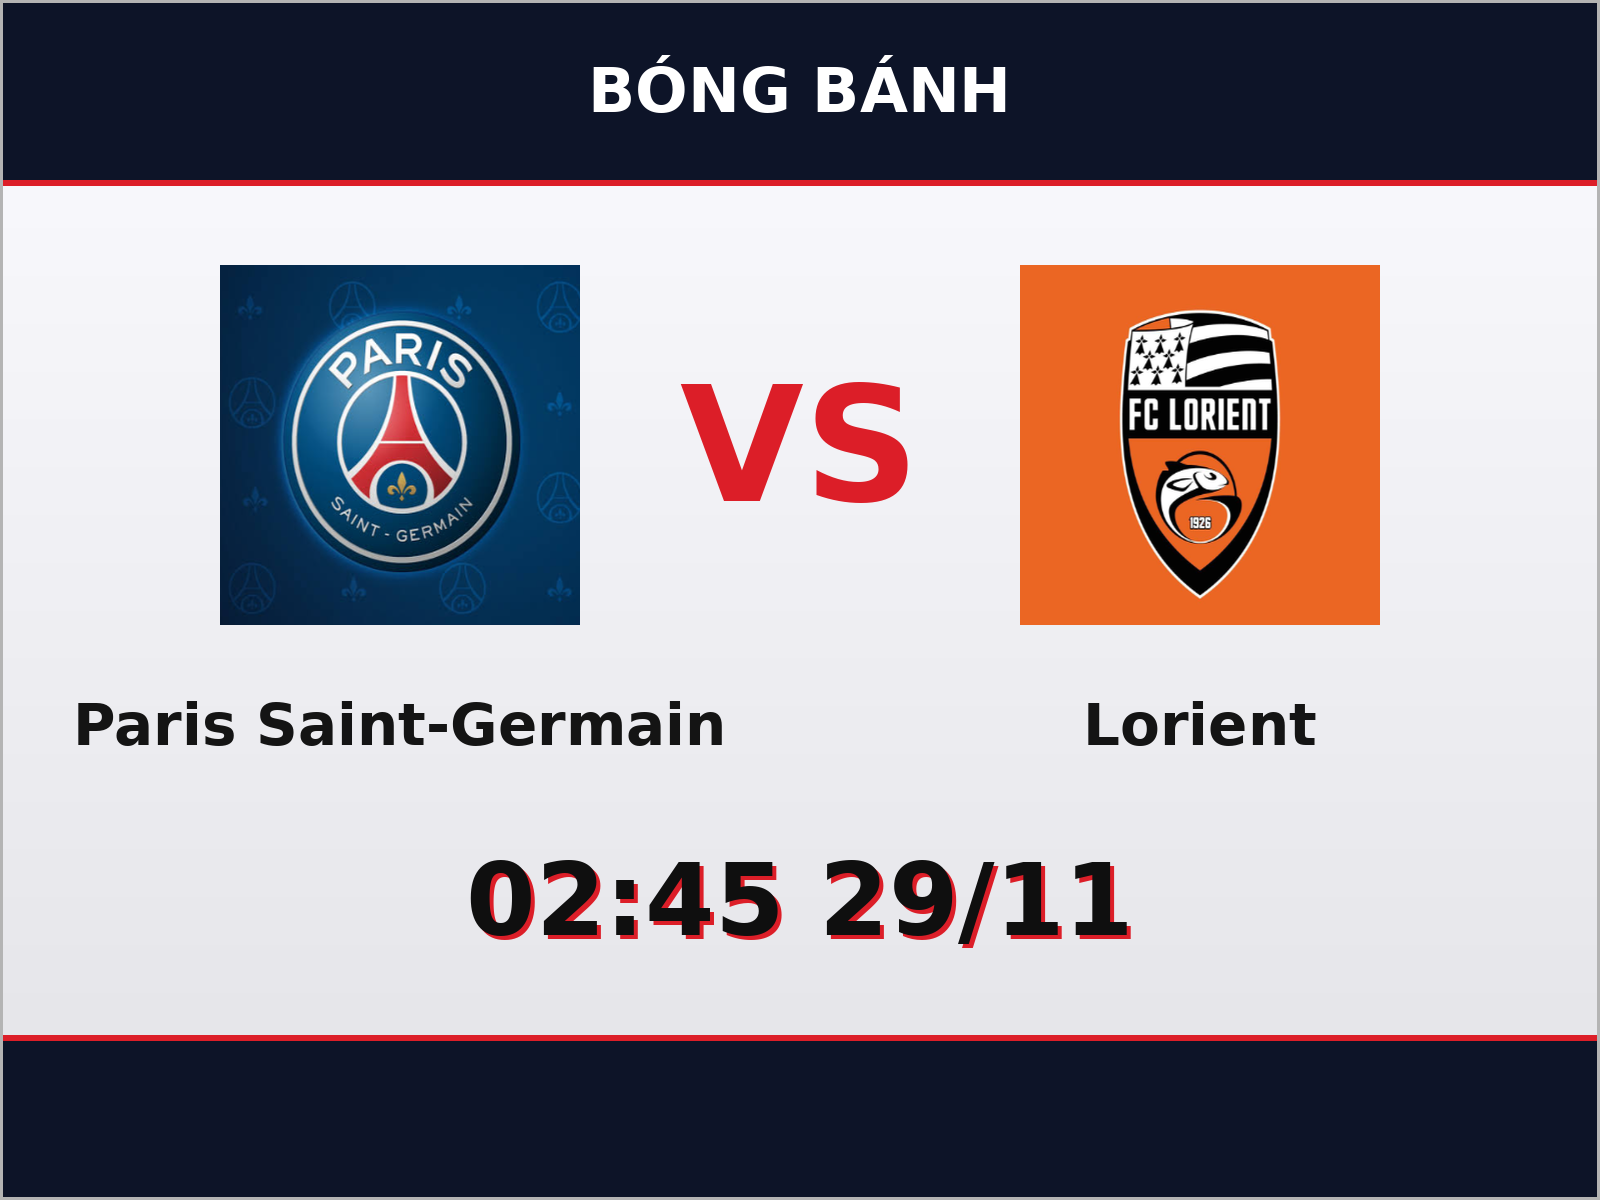 BÓNG BÁNH
PARIS
SAINT - GERMAIN
VS
FC LORIENT
1926
Paris Saint-Germain
Lorient
02:45 29/11